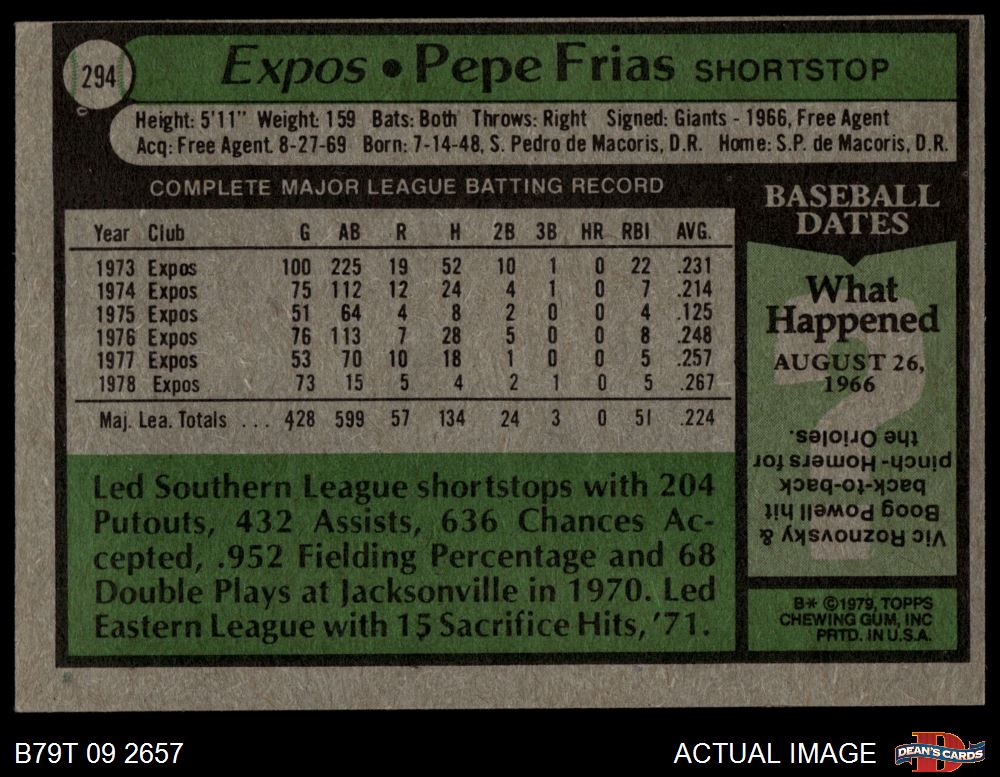 294
Expos • Pepe Frias SHORTSTOP
Height: 5'11" Weight: 159 Bats: Both Throws: Right Signed: Giants - 1966, Free Agent
Acq: Free Agent. 8-27-69 Born: 7-14-48, S. Pedro de Macoris, D.R. Home: S.P. de Macoris, D.R.
COMPLETE MAJOR LEAGUE BATTING RECORD
Year Club G AB R H 2B 3B HR RBI AVG.
1973 Expos 100 225 19 52 10 1 0 22 .231
1974 Expos 75 112 12 24 4 1 0 7 .214
1975 Expos 51 64 4 8 2 0 0 4 .125
1976 Expos 76 113 7 28 5 0 0 8 .248
1977 Expos 53 70 10 18 1 0 0 5 .257
1978 Expos 73 15 5 4 2 1 0 5 .267
Maj. Lea. Totals ... 428 599 57 134 24 3 0 51 .224
Led Southern League shortstops with 204
Putouts, 432 Assists, 636 Chances Ac-
cepted, .952 Fielding Percentage and 68
Double Plays at Jacksonville in 1970. Led
Eastern League with 15 Sacrifice Hits, '71.
BASEBALL
DATES
What
Happened
AUGUST 26,
1966
?
Vic Roznovsky &
Boog Powell hit
back-to-back
pinch-Homers for
the Orioles.
B* ©1979, TOPPS
CHEWING GUM, INC
PRTD. IN U.S.A.
B79T 09 2657
ACTUAL IMAGE
D
DEAN'S CARDS